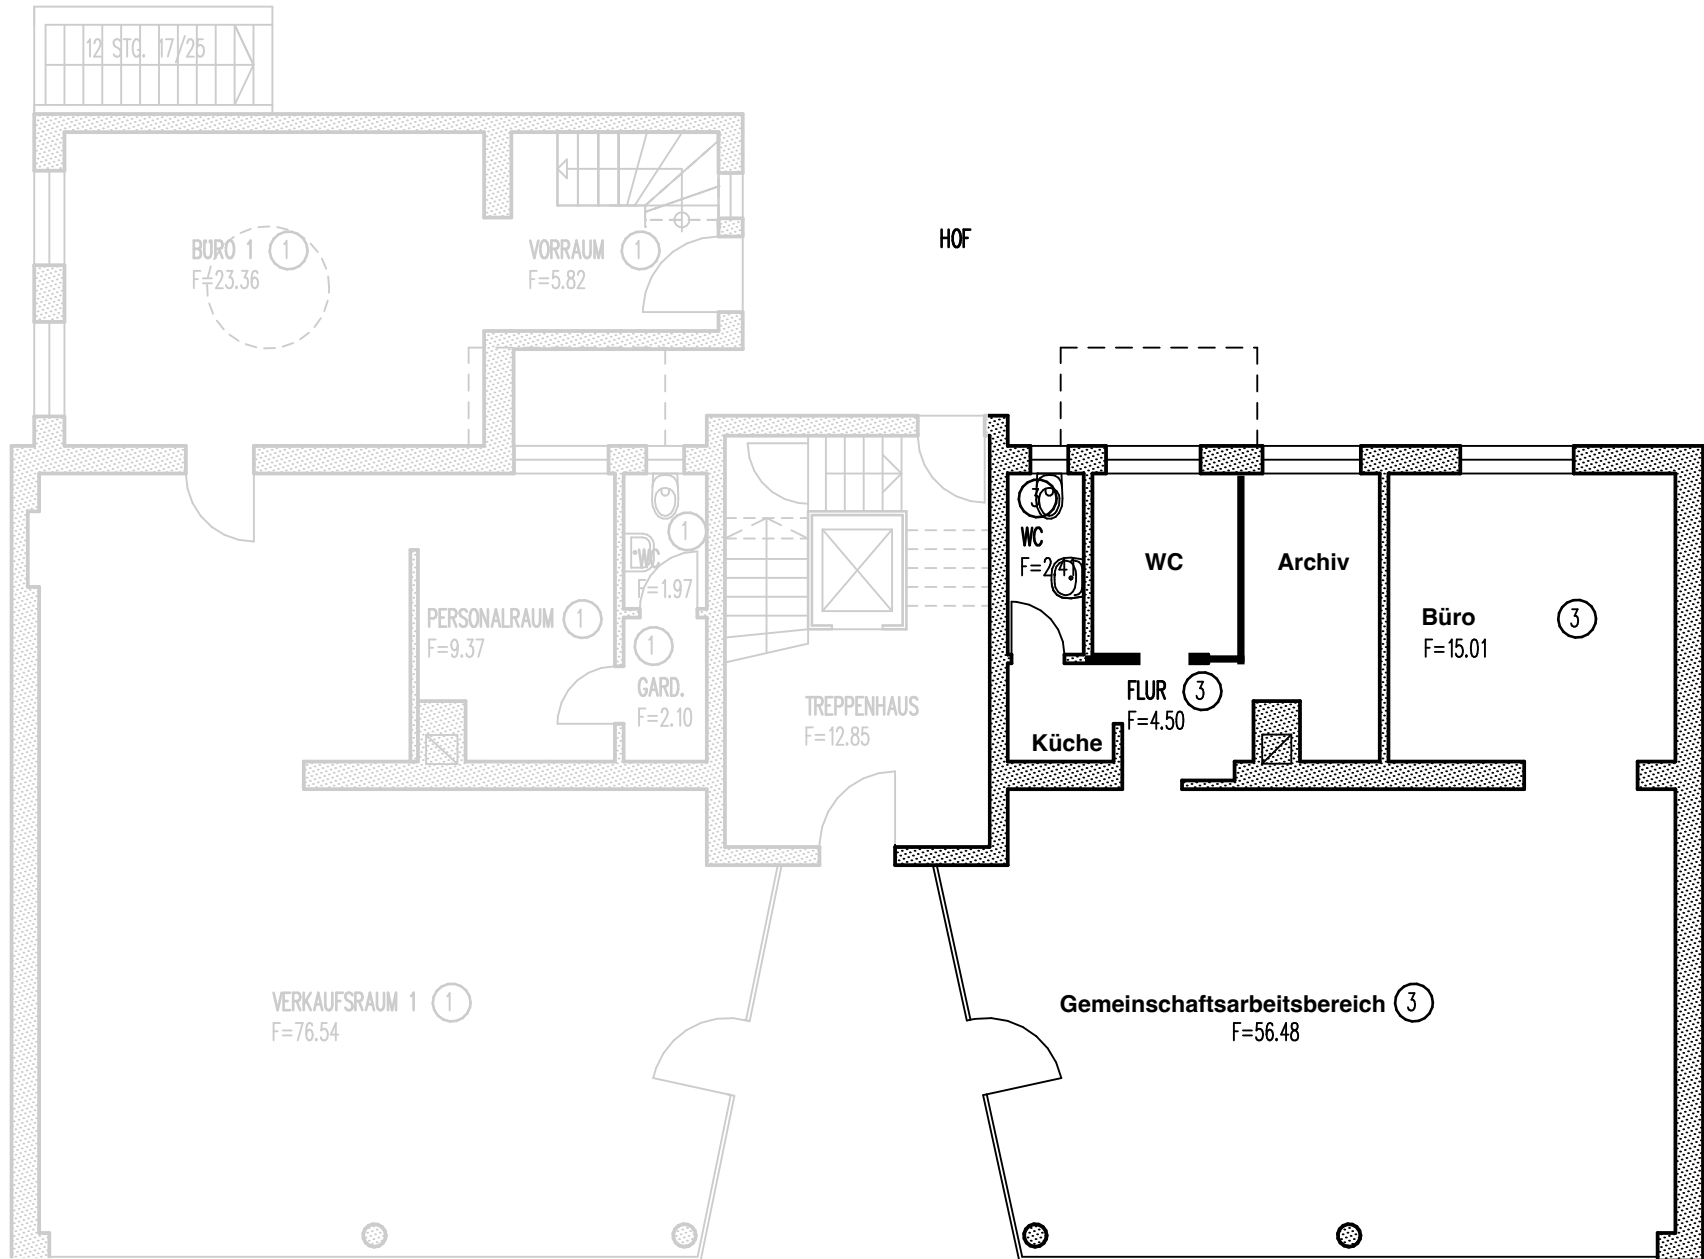 12 STG. 17/25
BÜRO 1 1
F=23.36
VORRAUM 1
F=5.82
HOF
1
WC
F=1.97
PERSONALRAUM 1
F=9.37
1
GARD.
F=2.10
TREPPENHAUS
F=12.85
3
WC
F=2.41
WC
Archiv
Büro 3
F=15.01
FLUR 3
F=4.50
Küche
VERKAUFSRAUM 1 1
F=76.54
Gemeinschaftsarbeitsbereich 3
F=56.48